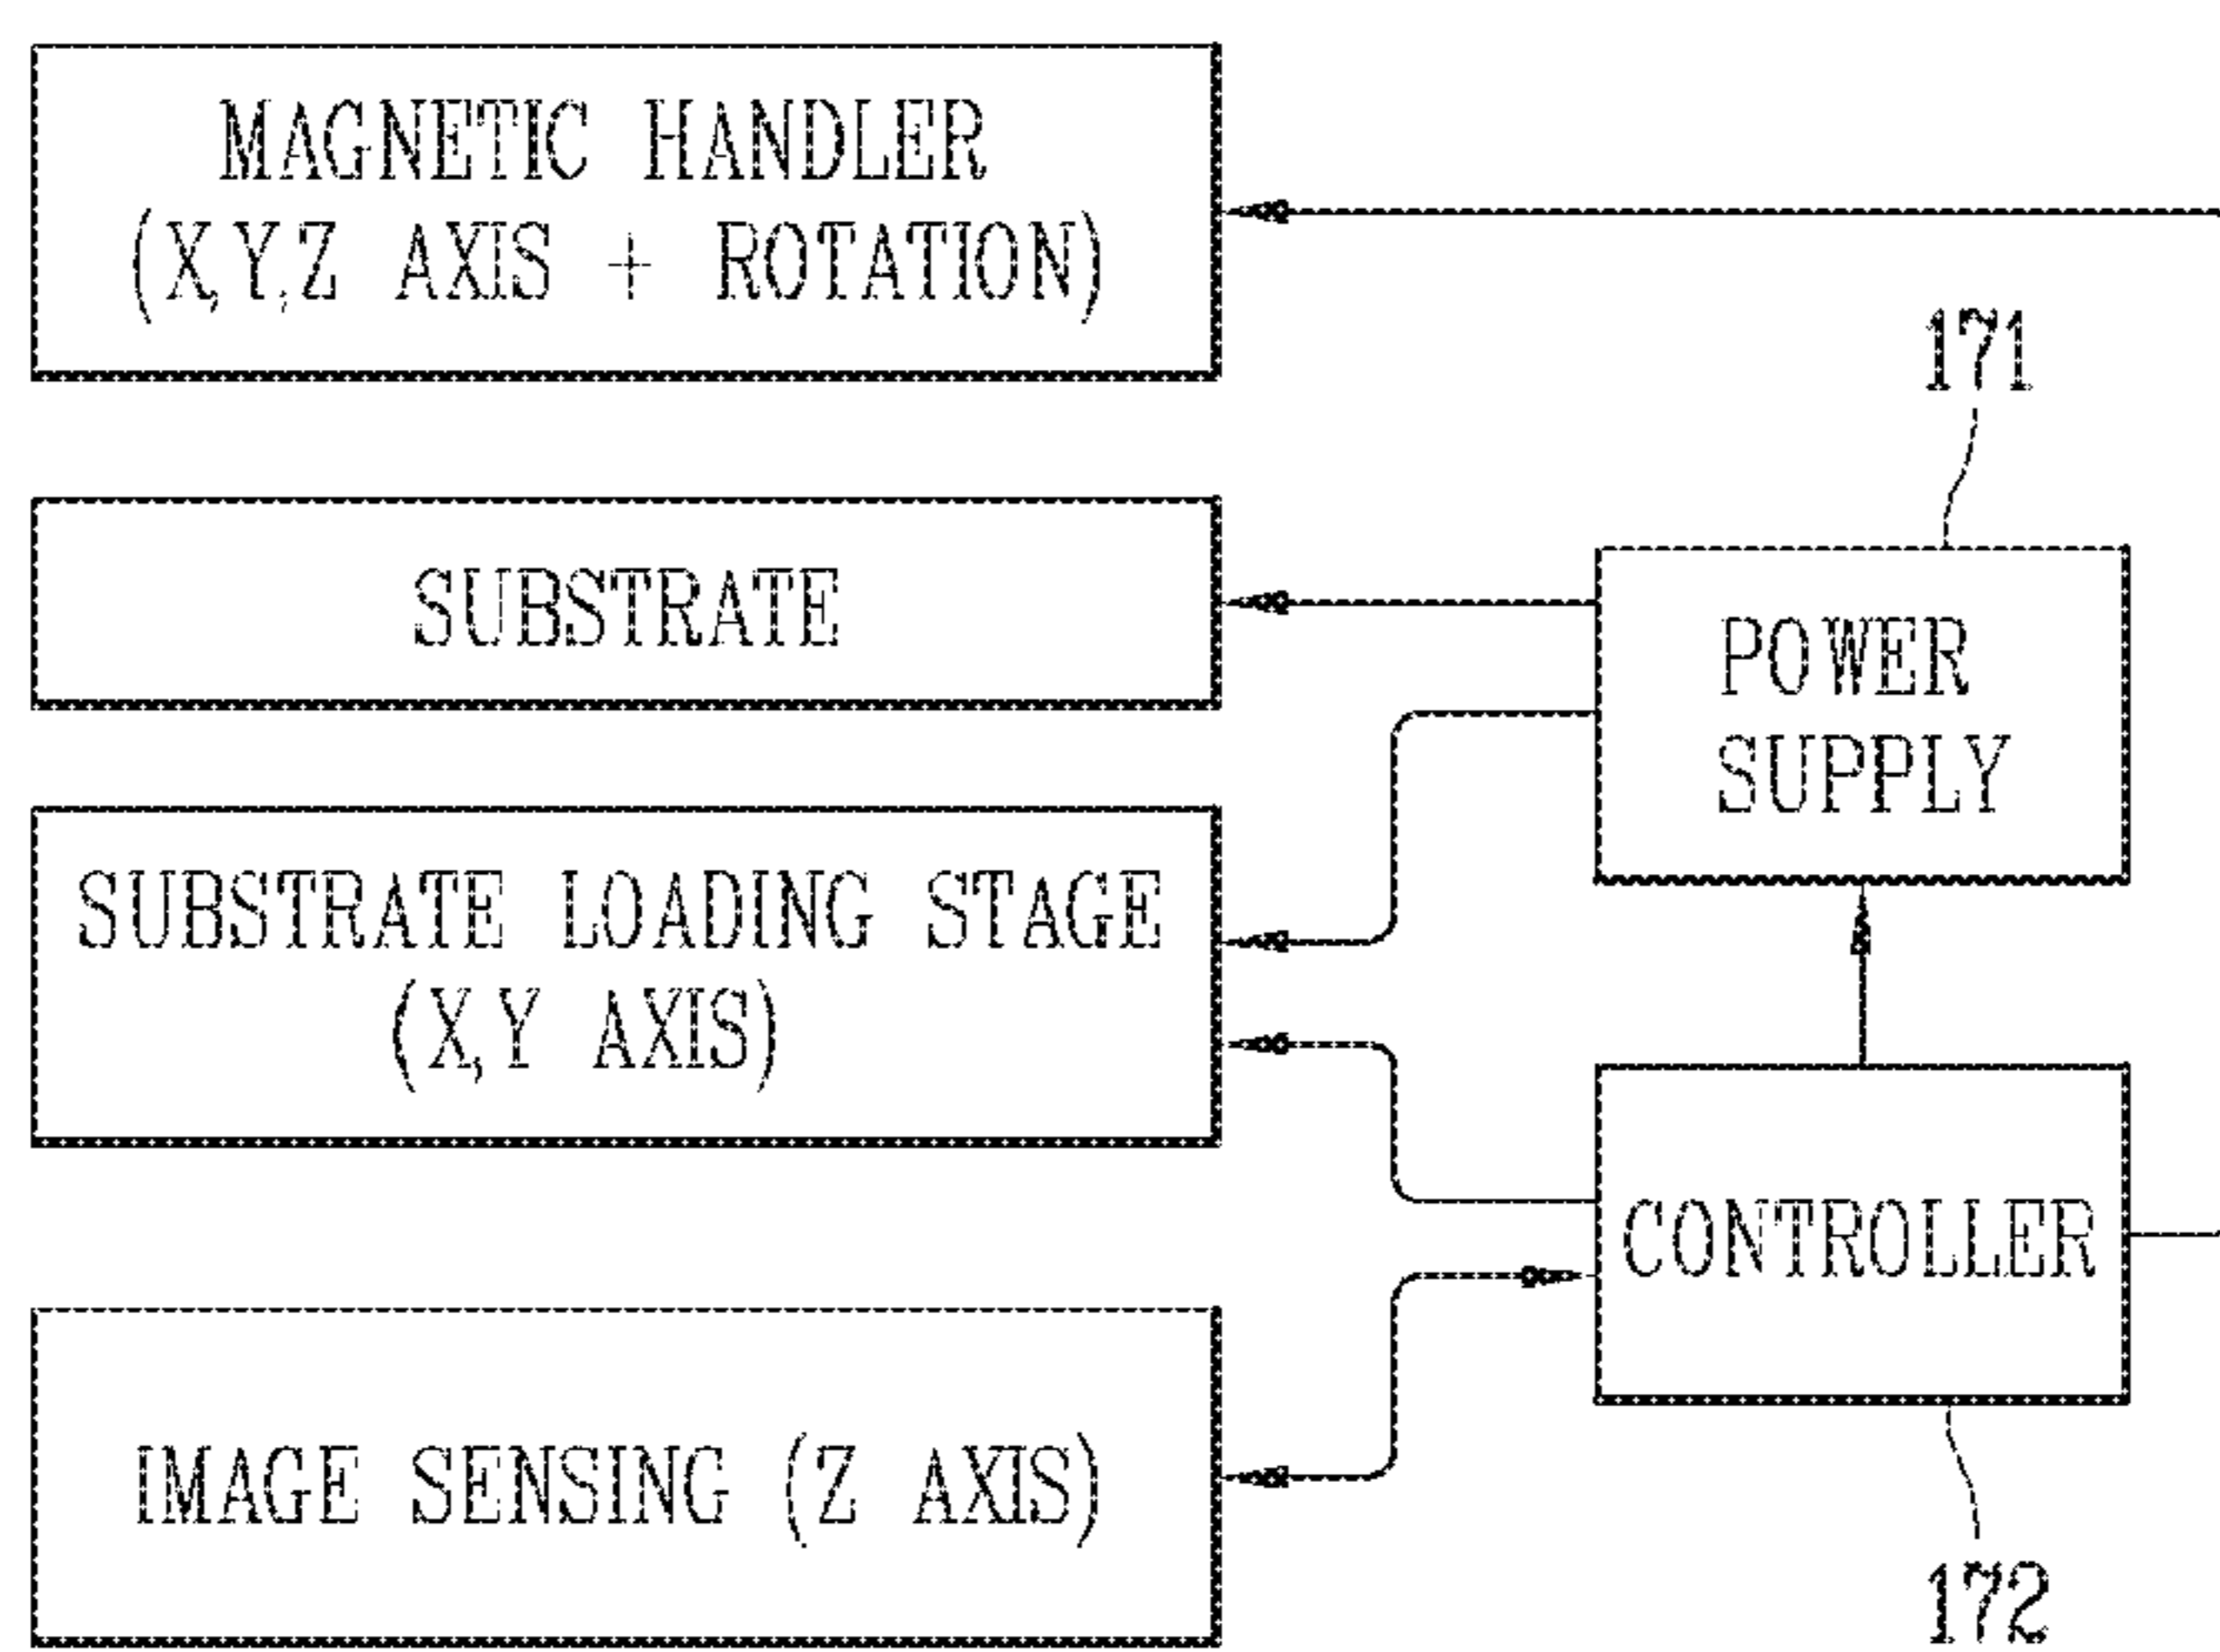 MAGNETIC HANDLER
(X,Y,Z AXIS + ROTATION)
171
SUBSTRATE
POWER
SUPPLY
SUBSTRATE LOADING STAGE
(X,Y AXIS)
CONTROLLER
IMAGE SENSING (Z AXIS)
172